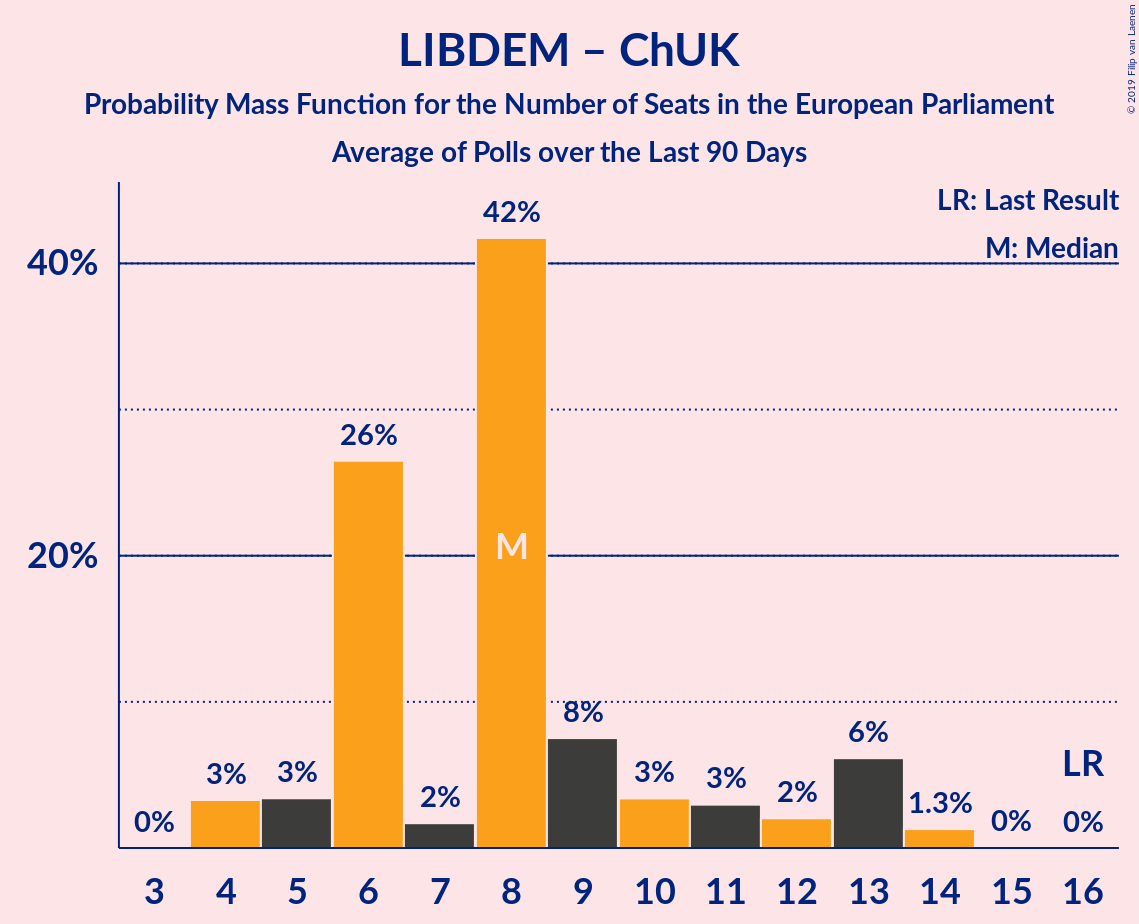 LIBDEM – ChUK
Probability Mass Function for the Number of Seats in the European Parliament
Average of Polls over the Last 90 Days
© 2019 Filip van Laenen
LR: Last Result
M: Median
40%
20%
42%
26%
M
8%
6%
LR
3%
3%
2%
3%
3%
2%
1.3%
0%
0%
0%
3 4 5 6 7 8 9 10 11 12 13 14 15 16